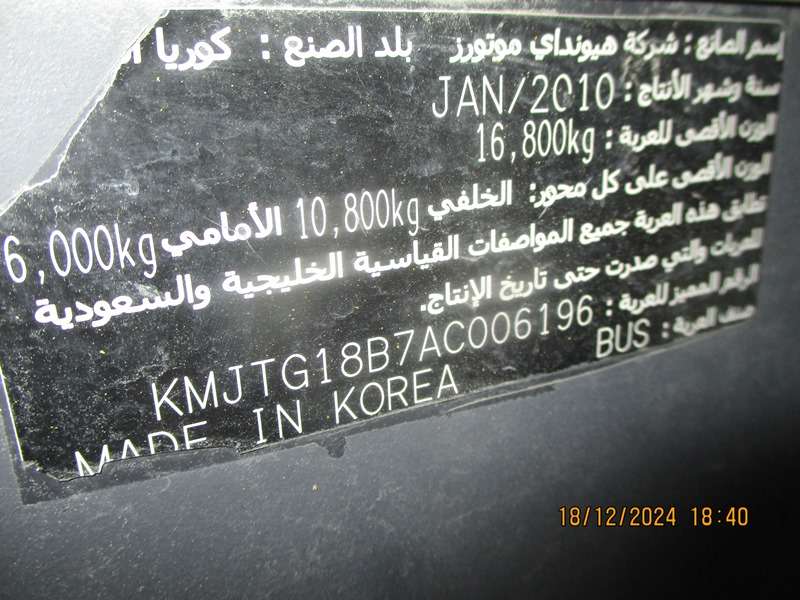 إسم الصانع : شركة هيونداي موتورز بلد الصنع : كوريا
سنة وشهر الأنتاج : JAN/2010
الوزن الأقصى للعربة : 16,800kg
الوزن الأقصى على كل محور: الخلفي 10,800kg الأمامي 6,000kg
تطابق هذه العربة جميع المواصفات القياسية الخليجية والسعودية
للعربات والتي صدرت حتى تاريخ الإنتاج.
الرقم المميز للعربة : KMJTG18B7AC006196
صنف العربة : BUS
MADE IN KOREA
18/12/2024 18:40